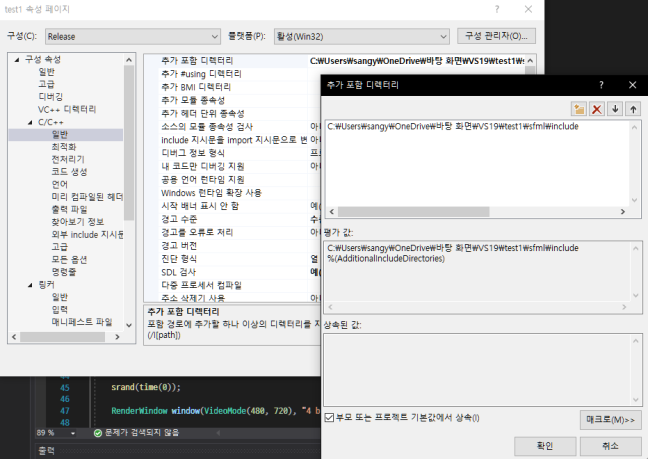 test1 속성 페이지
?
구성(C):
Release
플랫폼(P):
활성(Win32)
구성 관리자(O)...
구성 속성
일반
고급
디버깅
VC++ 디렉터리
C/C++
일반
최적화
전처리기
코드 생성
언어
미리 컴파일된 헤더
출력 파일
찾아보기 정보
외부 include 지시문
고급
모든 옵션
명령줄
링커
일반
입력
매니페스트 파일
추가 포함 디렉터리 C:₩Users₩sangy₩OneDrive₩바탕 화면₩VS19₩test1₩s
추가 #using 디렉터리
추가 BMI 디렉터리
추가 모듈 종속성
추가 헤더 단위 종속성
소스의 모듈 종속성 검사
include 지시문을 import 지시문으로 변
디버그 정보 형식
내 코드만 디버깅 지원
공용 언어 런타임 지원
Windows 런타임 확장 사용
시작 배너 표시 안 함 예(
경고 수준
경고를 오류로 처리
경고 버전
진단 형식 열
SDL 검사 예(
다중 프로세서 컴파일
주소 삭제기 사용
추가 포함 디렉터리
포함 경로에 추가할 하나 이상의 디렉터리를 지
(/I[path])
추가 포함 디렉터리
?
C:₩Users₩sangy₩OneDrive₩바탕 화면₩VS19₩test1₩sfml₩include
평가 값:
C:₩Users₩sangy₩OneDrive₩바탕 화면₩VS19₩test1₩sfml₩include
%(AdditionalIncludeDirectories)
상속된 값:
부모 또는 프로젝트 기본값에서 상속(I)
매크로(M)>>
확인
취소
45 srand(time(0));
46
47 RenderWindow window(VideoMode(480, 720), "4 b
48
89 %
문제가 검색되지 않음
출력